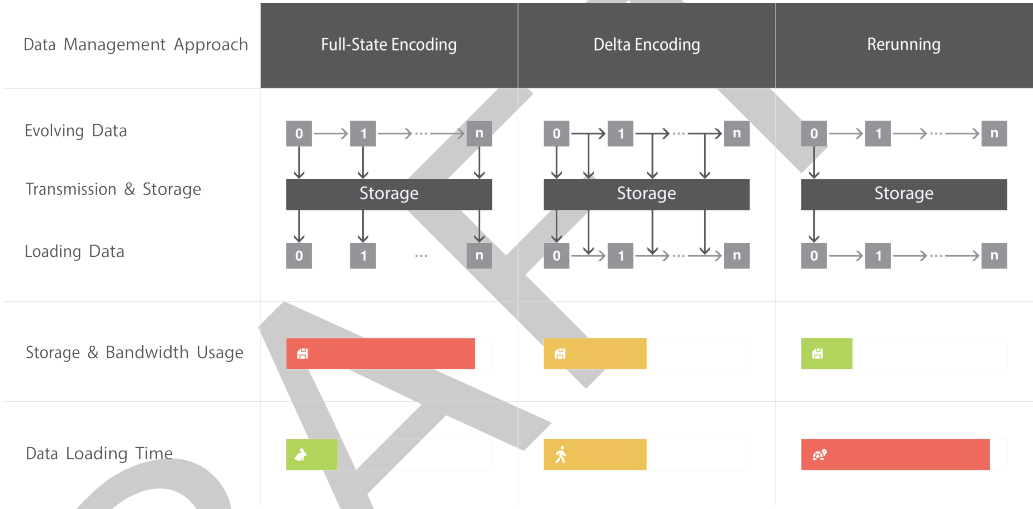 Data Management Approach Full-State Encoding Delta Encoding Rerunning
Evolving Data 0 1 ... n 0 1 ... n 0 1 ... n
Transmission & Storage Storage Storage Storage
Loading Data 0 1 ... n 0 1 ... n 0 1 ... n
Storage & Bandwidth Usage
Data Loading Time